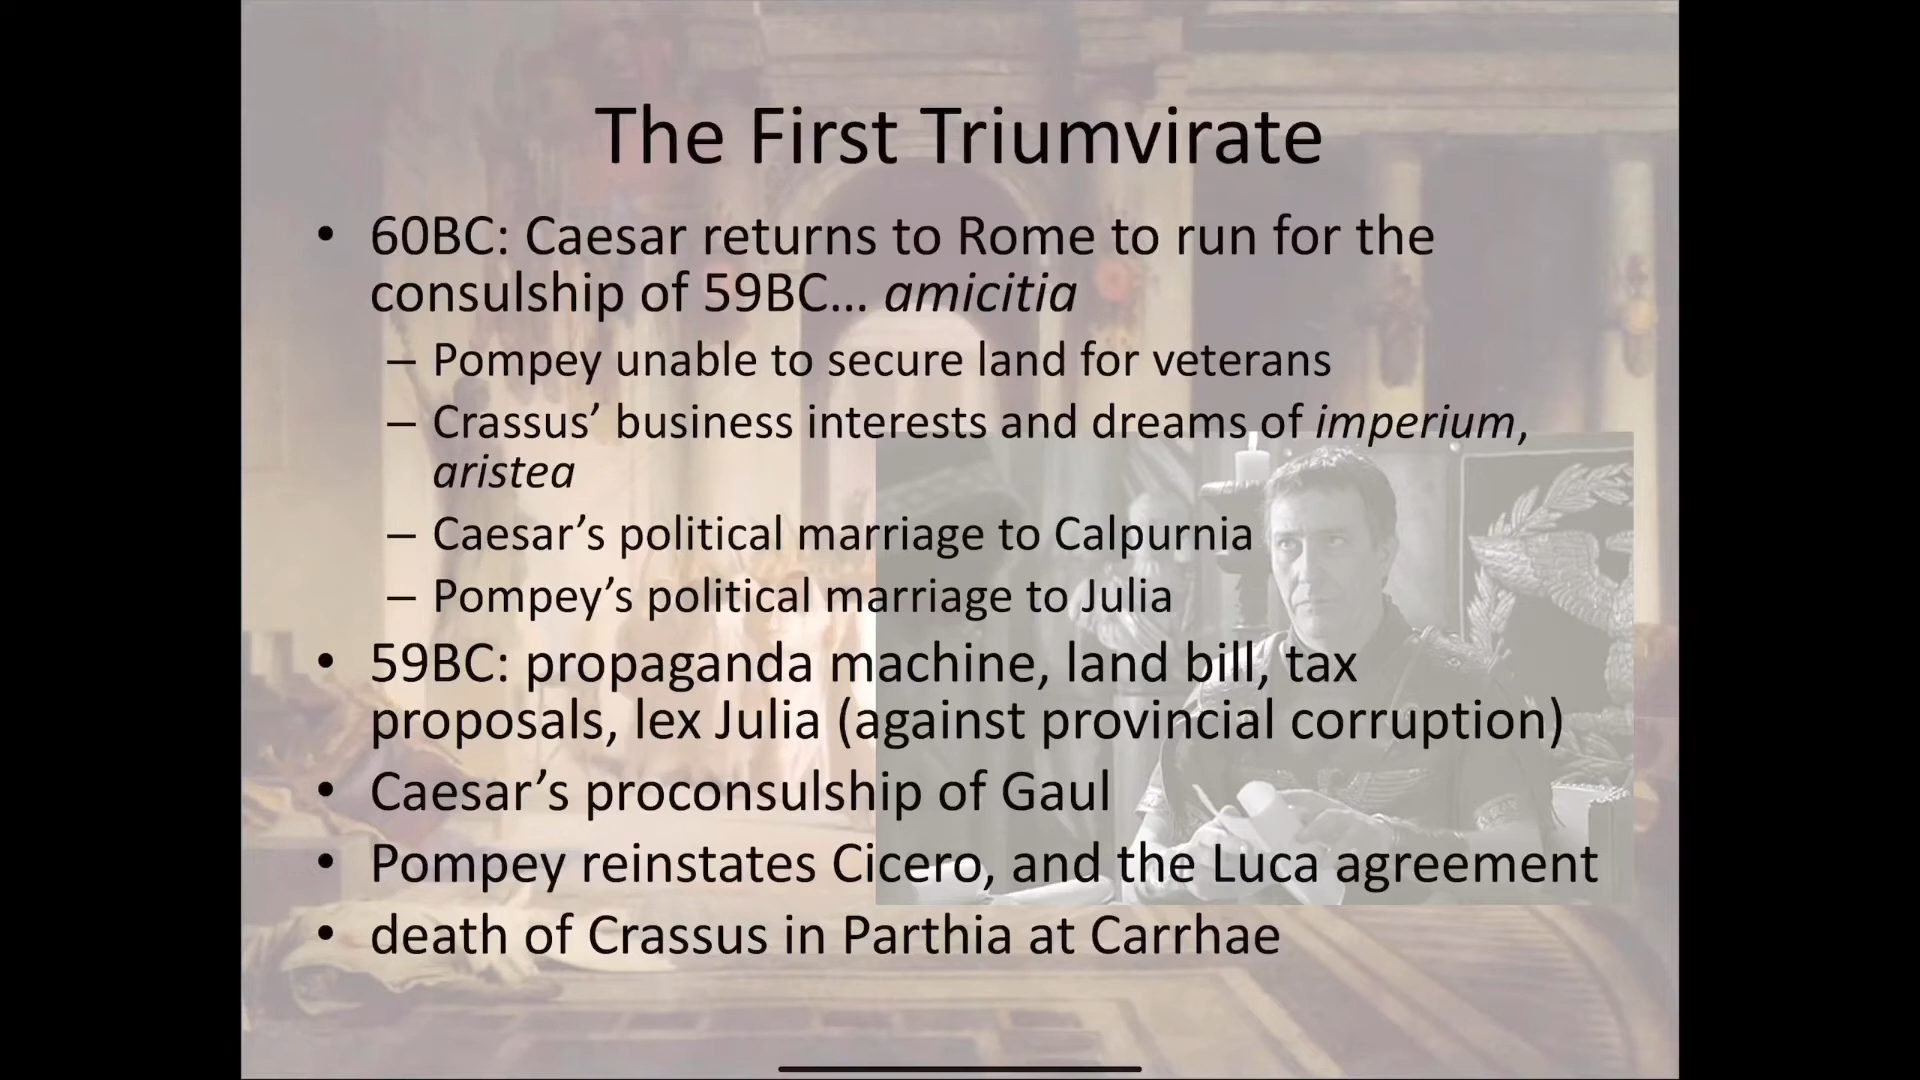 The First Triumvirate
• 60BC: Caesar returns to Rome to run for the
consulship of 59BC... amicitia
– Pompey unable to secure land for veterans
– Crassus’ business interests and dreams of imperium,
aristea
– Caesar’s political marriage to Calpurnia
– Pompey’s political marriage to Julia
• 59BC: propaganda machine, land bill, tax
proposals, lex Julia (against provincial corruption)
• Caesar’s proconsulship of Gaul
• Pompey reinstates Cicero, and the Luca agreement
• death of Crassus in Parthia at Carrhae